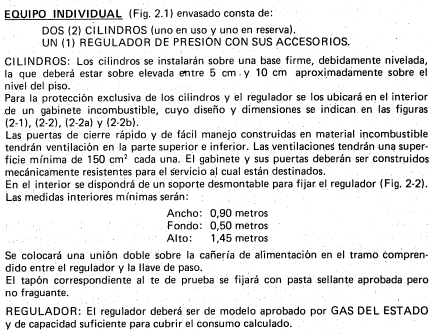 EQUIPO INDIVIDUAL (Fig. 2.1) envasado consta de:
DOS (2) CILINDROS (uno en uso y uno en reserva).
UN (1) REGULADOR DE PRESION CON SUS ACCESORIOS.
CILINDROS: Los cilindros se instalarán sobre una base firme, debidamente nivelada,
la que deberá estar sobre elevada entre 5 cm y 10 cm aproximadamente sobre el
nivel del piso.
Para la protección exclusiva de los cilindros y el regulador se los ubicará en el interior
de un gabinete incombustible, cuyo diseño y dimensiones se indican en las figuras
(2-1), (2-2), (2-2a) y (2-2b).
Las puertas de cierre rápido y de fácil manejo construidas en material incombustible
tendrán ventilación en la parte superior e inferior. Las ventilaciones tendrán una super-
ficie mínima de 150 cm² cada una. El gabinete y sus puertas deberán ser construidos
mecánicamente resistentes para el servicio al cual están destinados.
En el interior se dispondrá de un soporte desmontable para fijar el regulador (Fig. 2-2).
Las medidas interiores mínimas serán:
Ancho: 0,90 metros
Fondo: 0,50 metros
Alto: 1,45 metros
Se colocará una unión doble sobre la cañería de alimentación en el tramo compren-
dido entre el regulador y la llave de paso.
El tapón correspondiente al te de prueba se fijará con pasta sellante aprobada pero
no fraguante.
REGULADOR: El regulador deberá ser de modelo aprobado por GAS DEL ESTADO
y de capacidad suficiente para cubrir el consumo calculado.